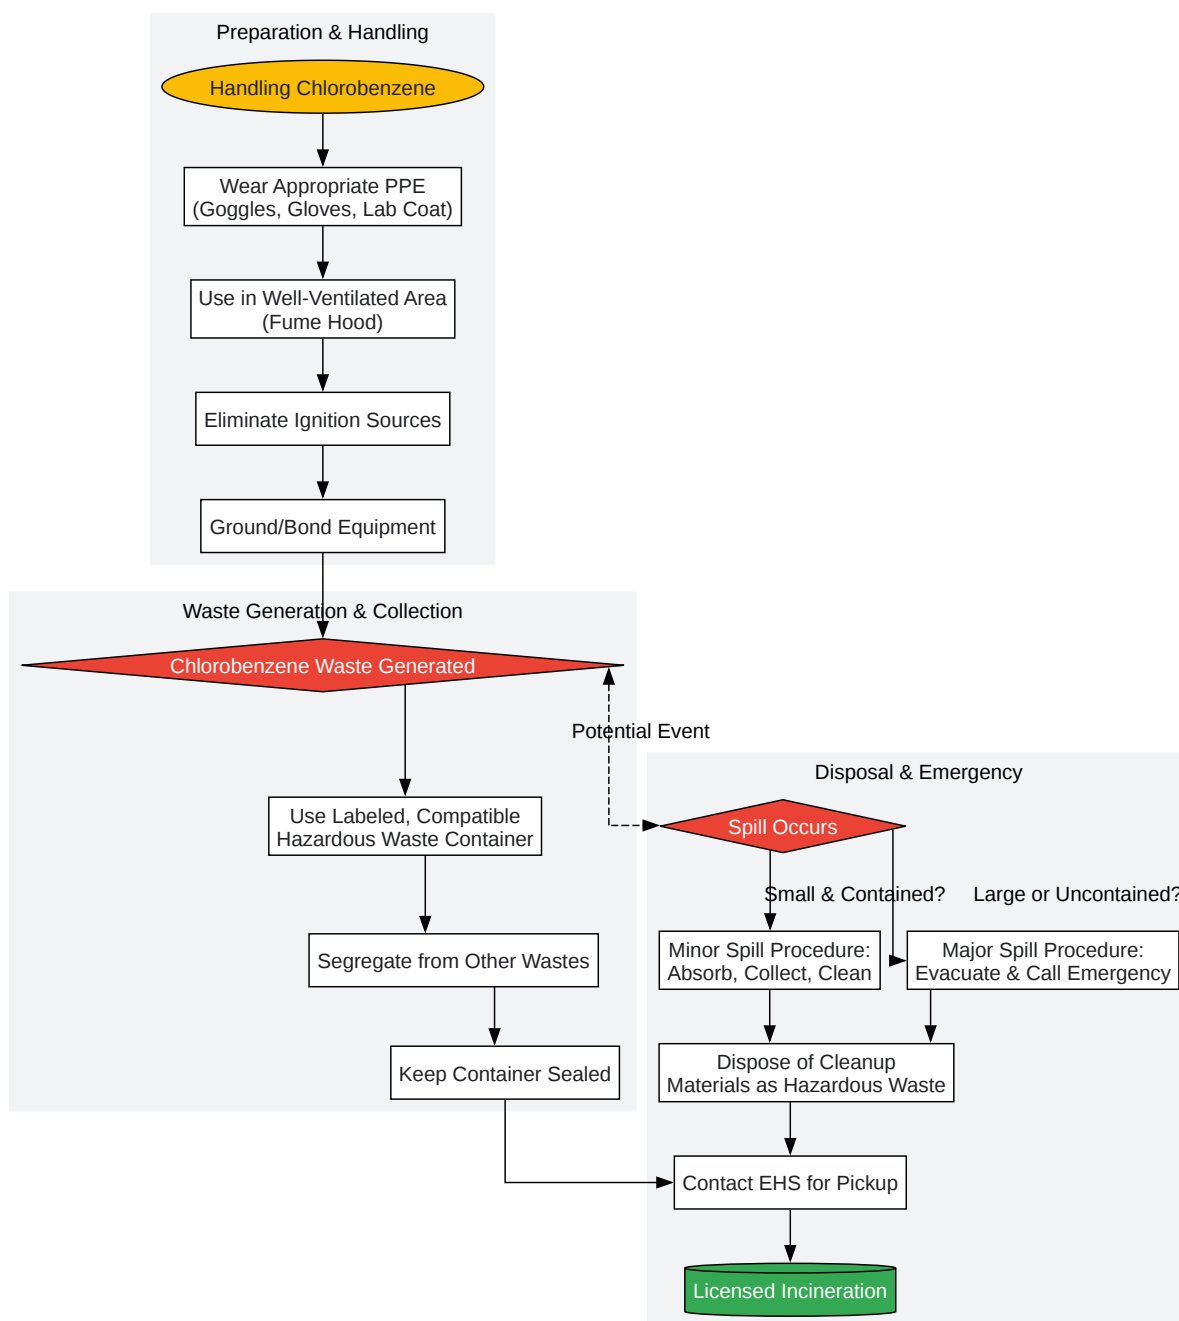 Preparation & Handling
Handling Chlorobenzene
Wear Appropriate PPE
(Goggles, Gloves, Lab Coat)
Use in Well-Ventilated Area
(Fume Hood)
Eliminate Ignition Sources
Ground/Bond Equipment
Waste Generation & Collection
Chlorobenzene Waste Generated
Potential Event
Use Labeled, Compatible
Hazardous Waste Container
Segregate from Other Wastes
Keep Container Sealed
Disposal & Emergency
Spill Occurs
Small & Contained?
Large or Uncontained?
Minor Spill Procedure:
Absorb, Collect, Clean
Major Spill Procedure:
Evacuate & Call Emergency
Dispose of Cleanup
Materials as Hazardous Waste
Contact EHS for Pickup
Licensed Incineration